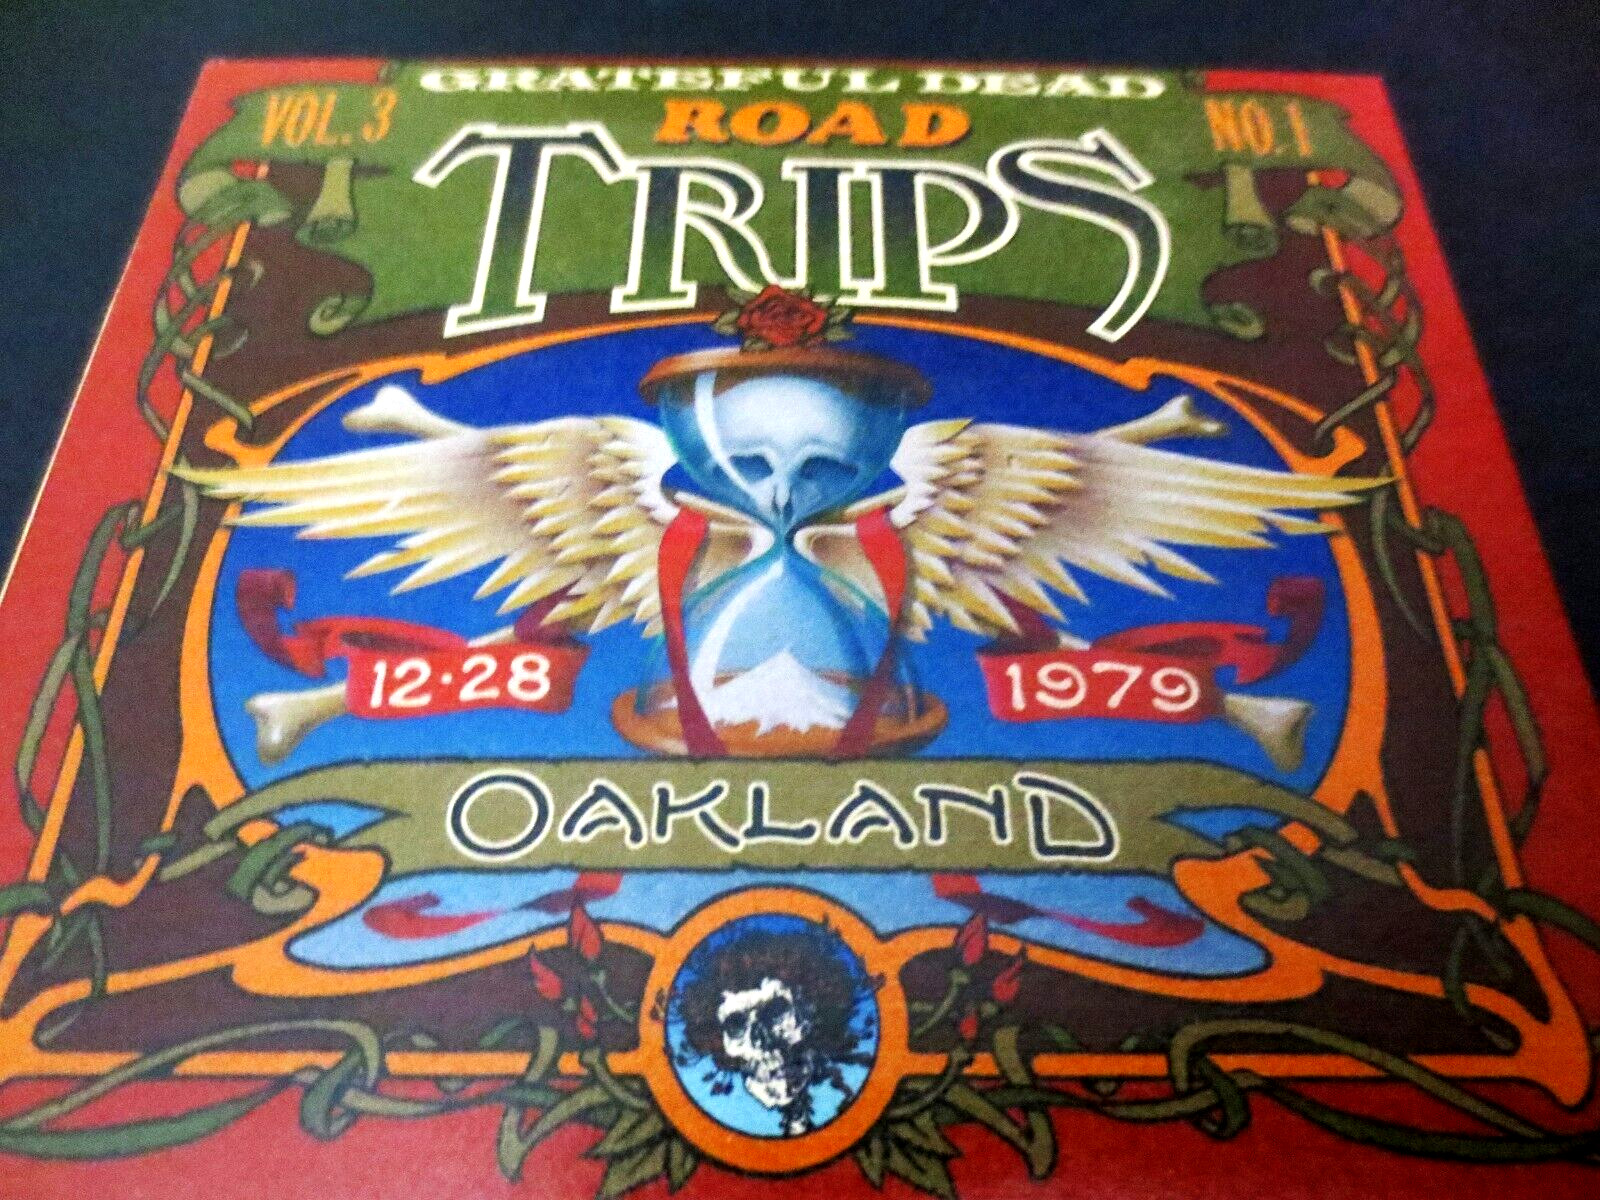 GRATEFUL DEAD
VOL. 3
ROAD
NO. 1
TRIPS
12·28
1979
OAKLAND